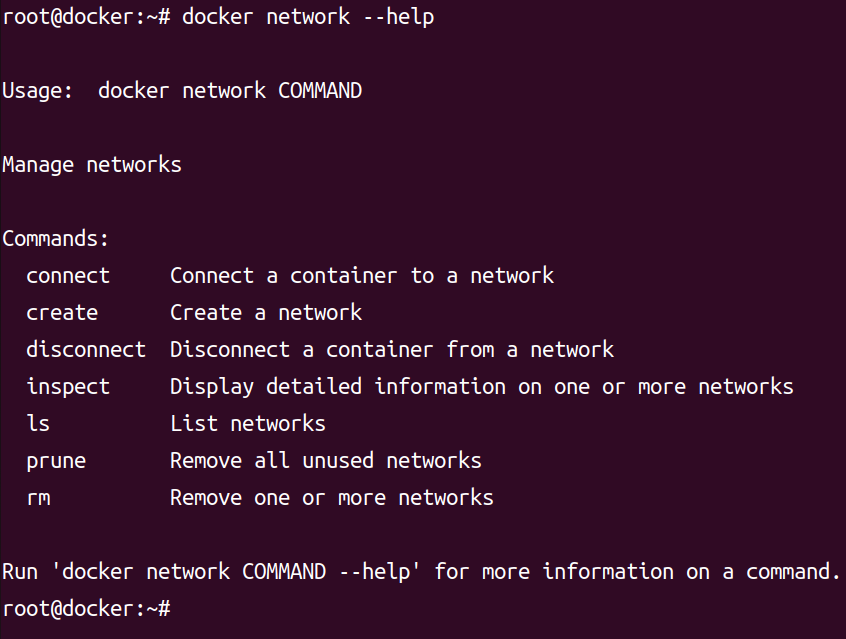 root@docker:~# docker network --help
Usage:  docker network COMMAND
Manage networks
Commands:
  connect     Connect a container to a network
  create      Create a network
  disconnect  Disconnect a container from a network
  inspect     Display detailed information on one or more networks
  ls          List networks
  prune       Remove all unused networks
  rm          Remove one or more networks
Run 'docker network COMMAND --help' for more information on a command.
root@docker:~#